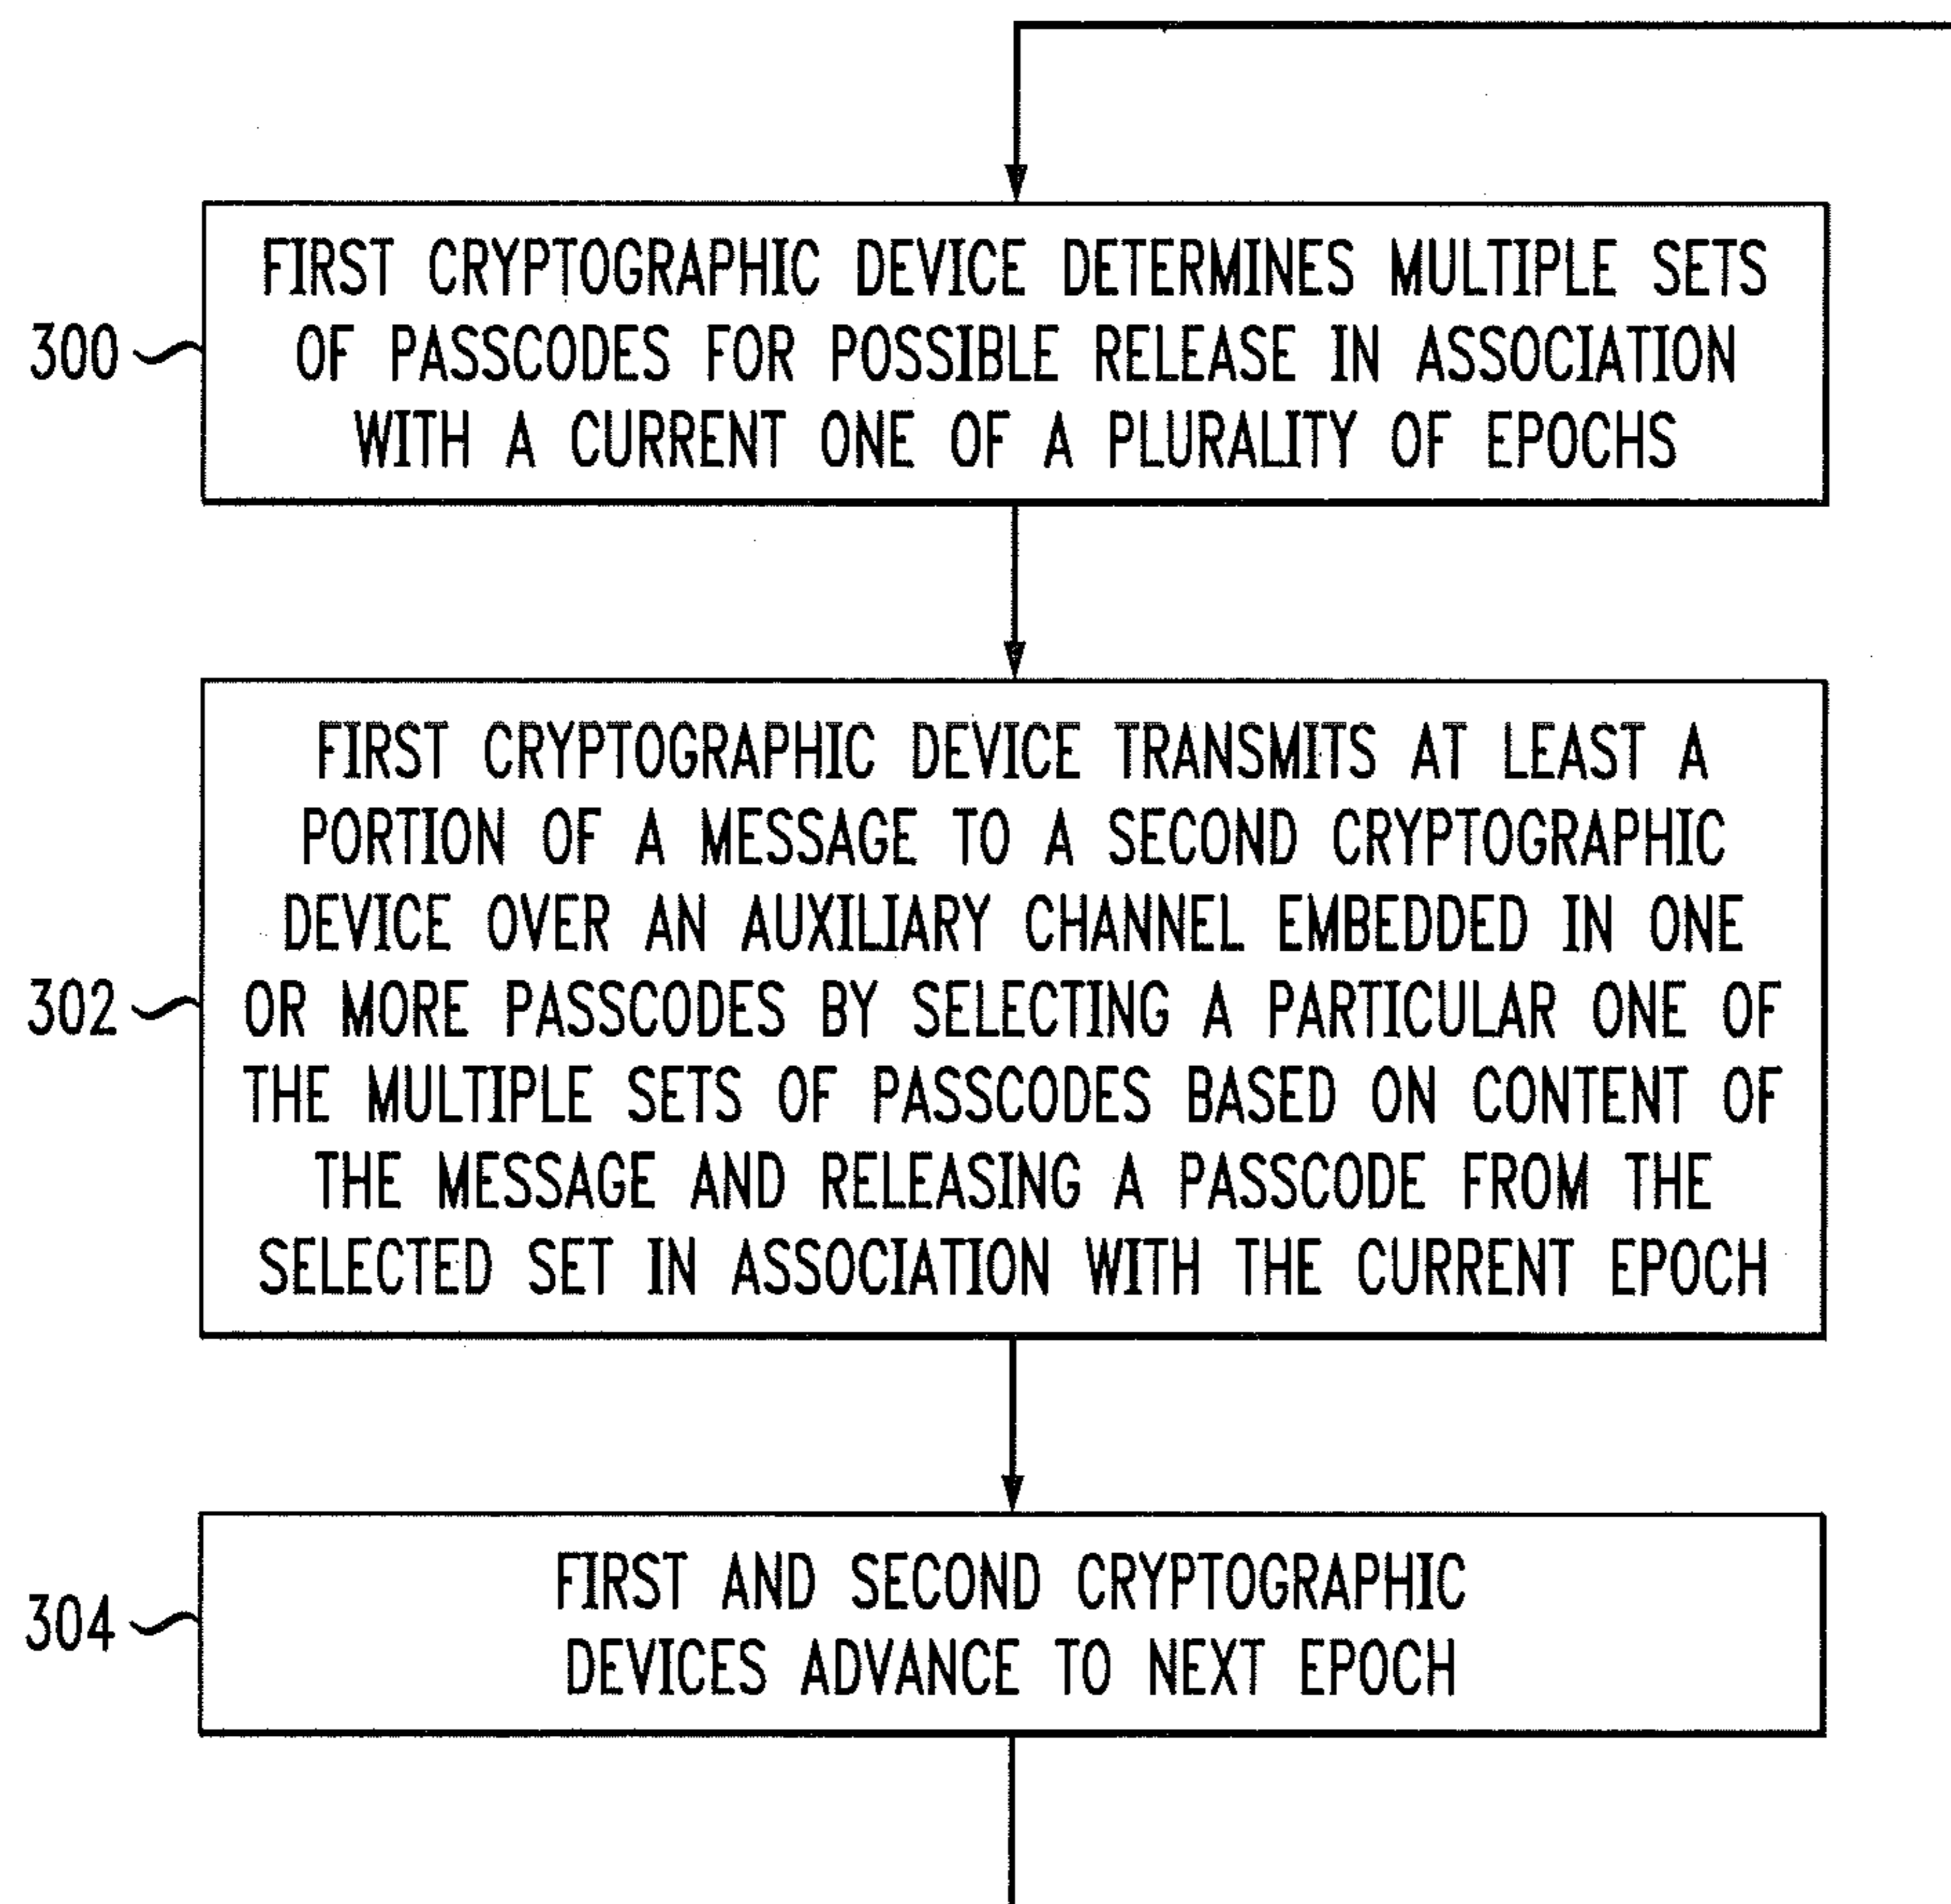 FIRST CRYPTOGRAPHIC DEVICE DETERMINES MULTIPLE SETS
OF PASSCODES FOR POSSIBLE RELEASE IN ASSOCIATION
WITH A CURRENT ONE OF A PLURALITY OF EPOCHS
300
FIRST CRYPTOGRAPHIC DEVICE TRANSMITS AT LEAST A
PORTION OF A MESSAGE TO A SECOND CRYPTOGRAPHIC
DEVICE OVER AN AUXILIARY CHANNEL EMBEDDED IN ONE
OR MORE PASSCODES BY SELECTING A PARTICULAR ONE OF
THE MULTIPLE SETS OF PASSCODES BASED ON CONTENT OF
THE MESSAGE AND RELEASING A PASSCODE FROM THE
SELECTED SET IN ASSOCIATION WITH THE CURRENT EPOCH
302
FIRST AND SECOND CRYPTOGRAPHIC
DEVICES ADVANCE TO NEXT EPOCH
304